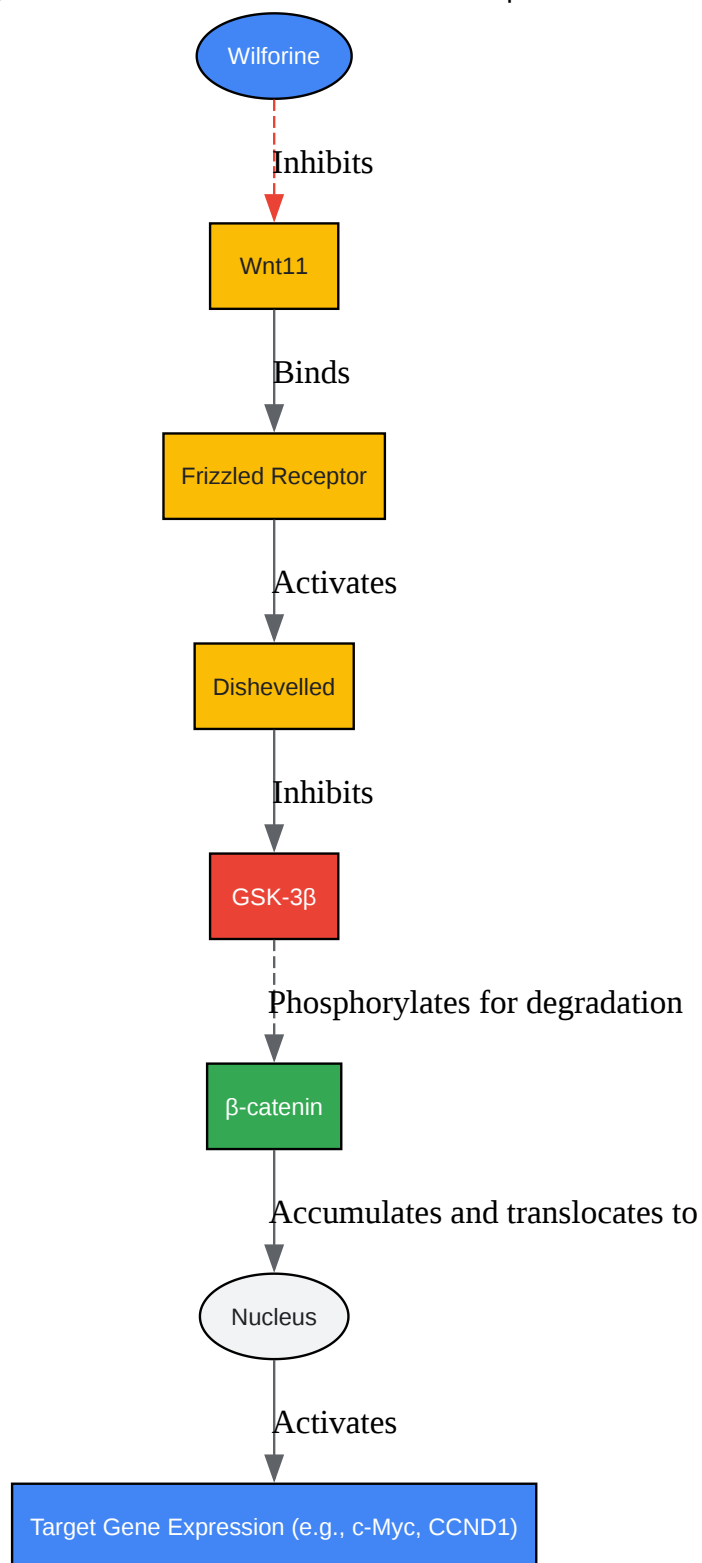 Wilforine
Inhibits
Wnt11
Binds
Frizzled Receptor
Activates
Dishevelled
Inhibits
GSK-3β
Phosphorylates for degradation
β-catenin
Accumulates and translocates to
Nucleus
Activates
Target Gene Expression (e.g., c-Myc, CCND1)